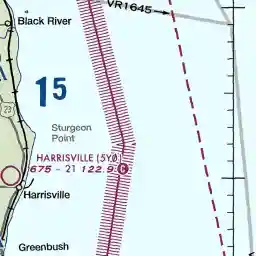 VR1645
Black River
15
23
Sturgeon
Point
HARRISVILLE (5Y0)
675 - 21 122.9 C
Harrisville
Greenbush